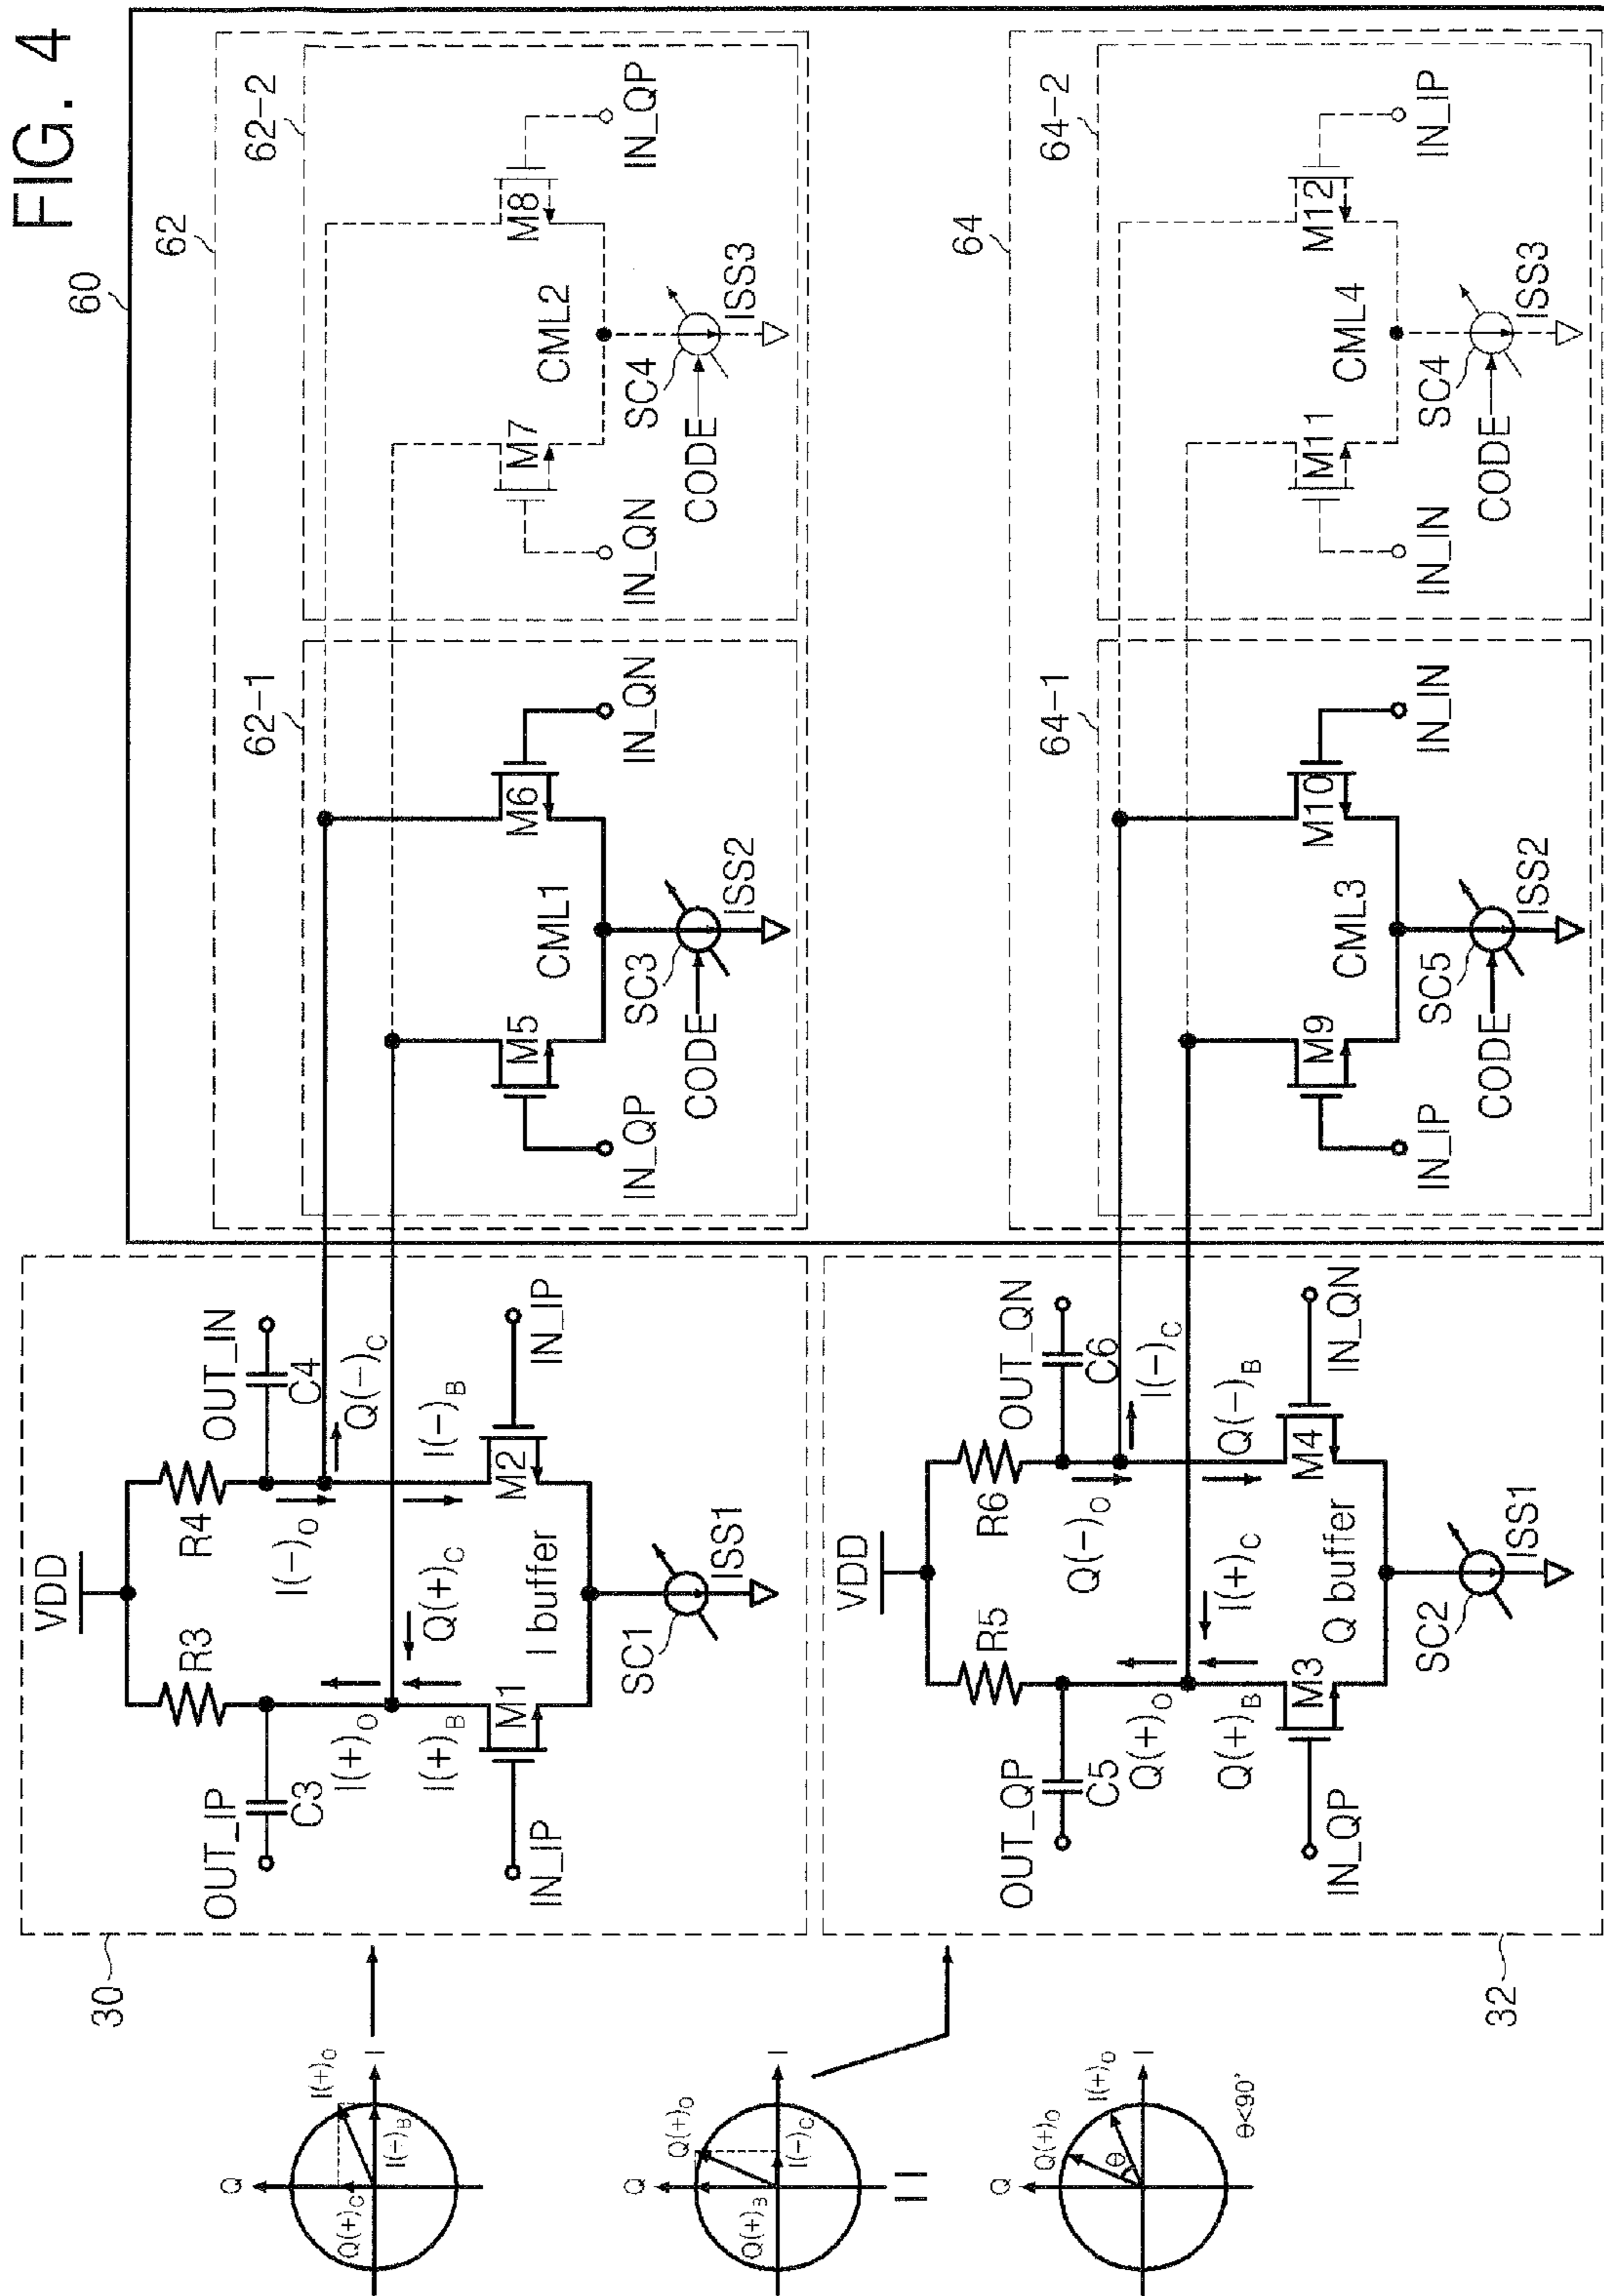 FIG. 4
60
62
62-1
62-2
M5
M6
CML1
IN_QP
IN_QN
SC3
CODE
ISS2
M7
M8
CML2
IN_QN
IN_QP
SC4
CODE
ISS3
64
64-1
64-2
M9
M10
CML3
IN_IP
IN_IN
SC5
CODE
ISS2
M11
M12
CML4
IN_IN
IN_IP
SC4
CODE
ISS3
30
VDD
R3
R4
OUT_IP
C3
OUT_IN
C4
I(+)O
I(-)O
Q(-)C
Q(+)C
I(+)B
I(-)B
M1
M2
I buffer
IN_IP
IN_IP
SC1
ISS1
32
VDD
R5
R6
OUT_QP
C5
OUT_QN
C6
Q(+)O
Q(-)O
I(-)C
I(+)C
Q(+)B
Q(-)B
M3
M4
Q buffer
IN_QP
IN_QN
SC2
ISS1
Q
I
I(+)O
Q(+)C
I(-)B
Q
I
Q(+)O
Q(+)B
I(-)C
=
Q
I
Q(+)O
I(+)O
θ
θ<90°